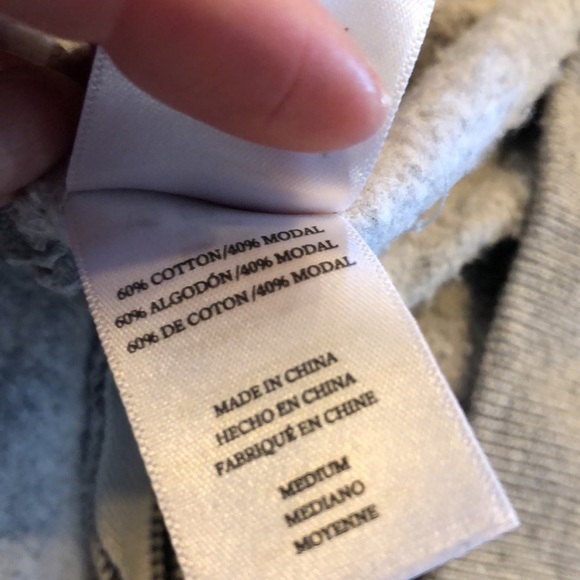 60% COTTON/40% MODAL
60% ALGODÓN/40% MODAL
60% DE COTON/40% MODAL
MADE IN CHINA
HECHO EN CHINA
FABRIQUÉ EN CHINE
MEDIUM
MEDIANO
MOYENNE